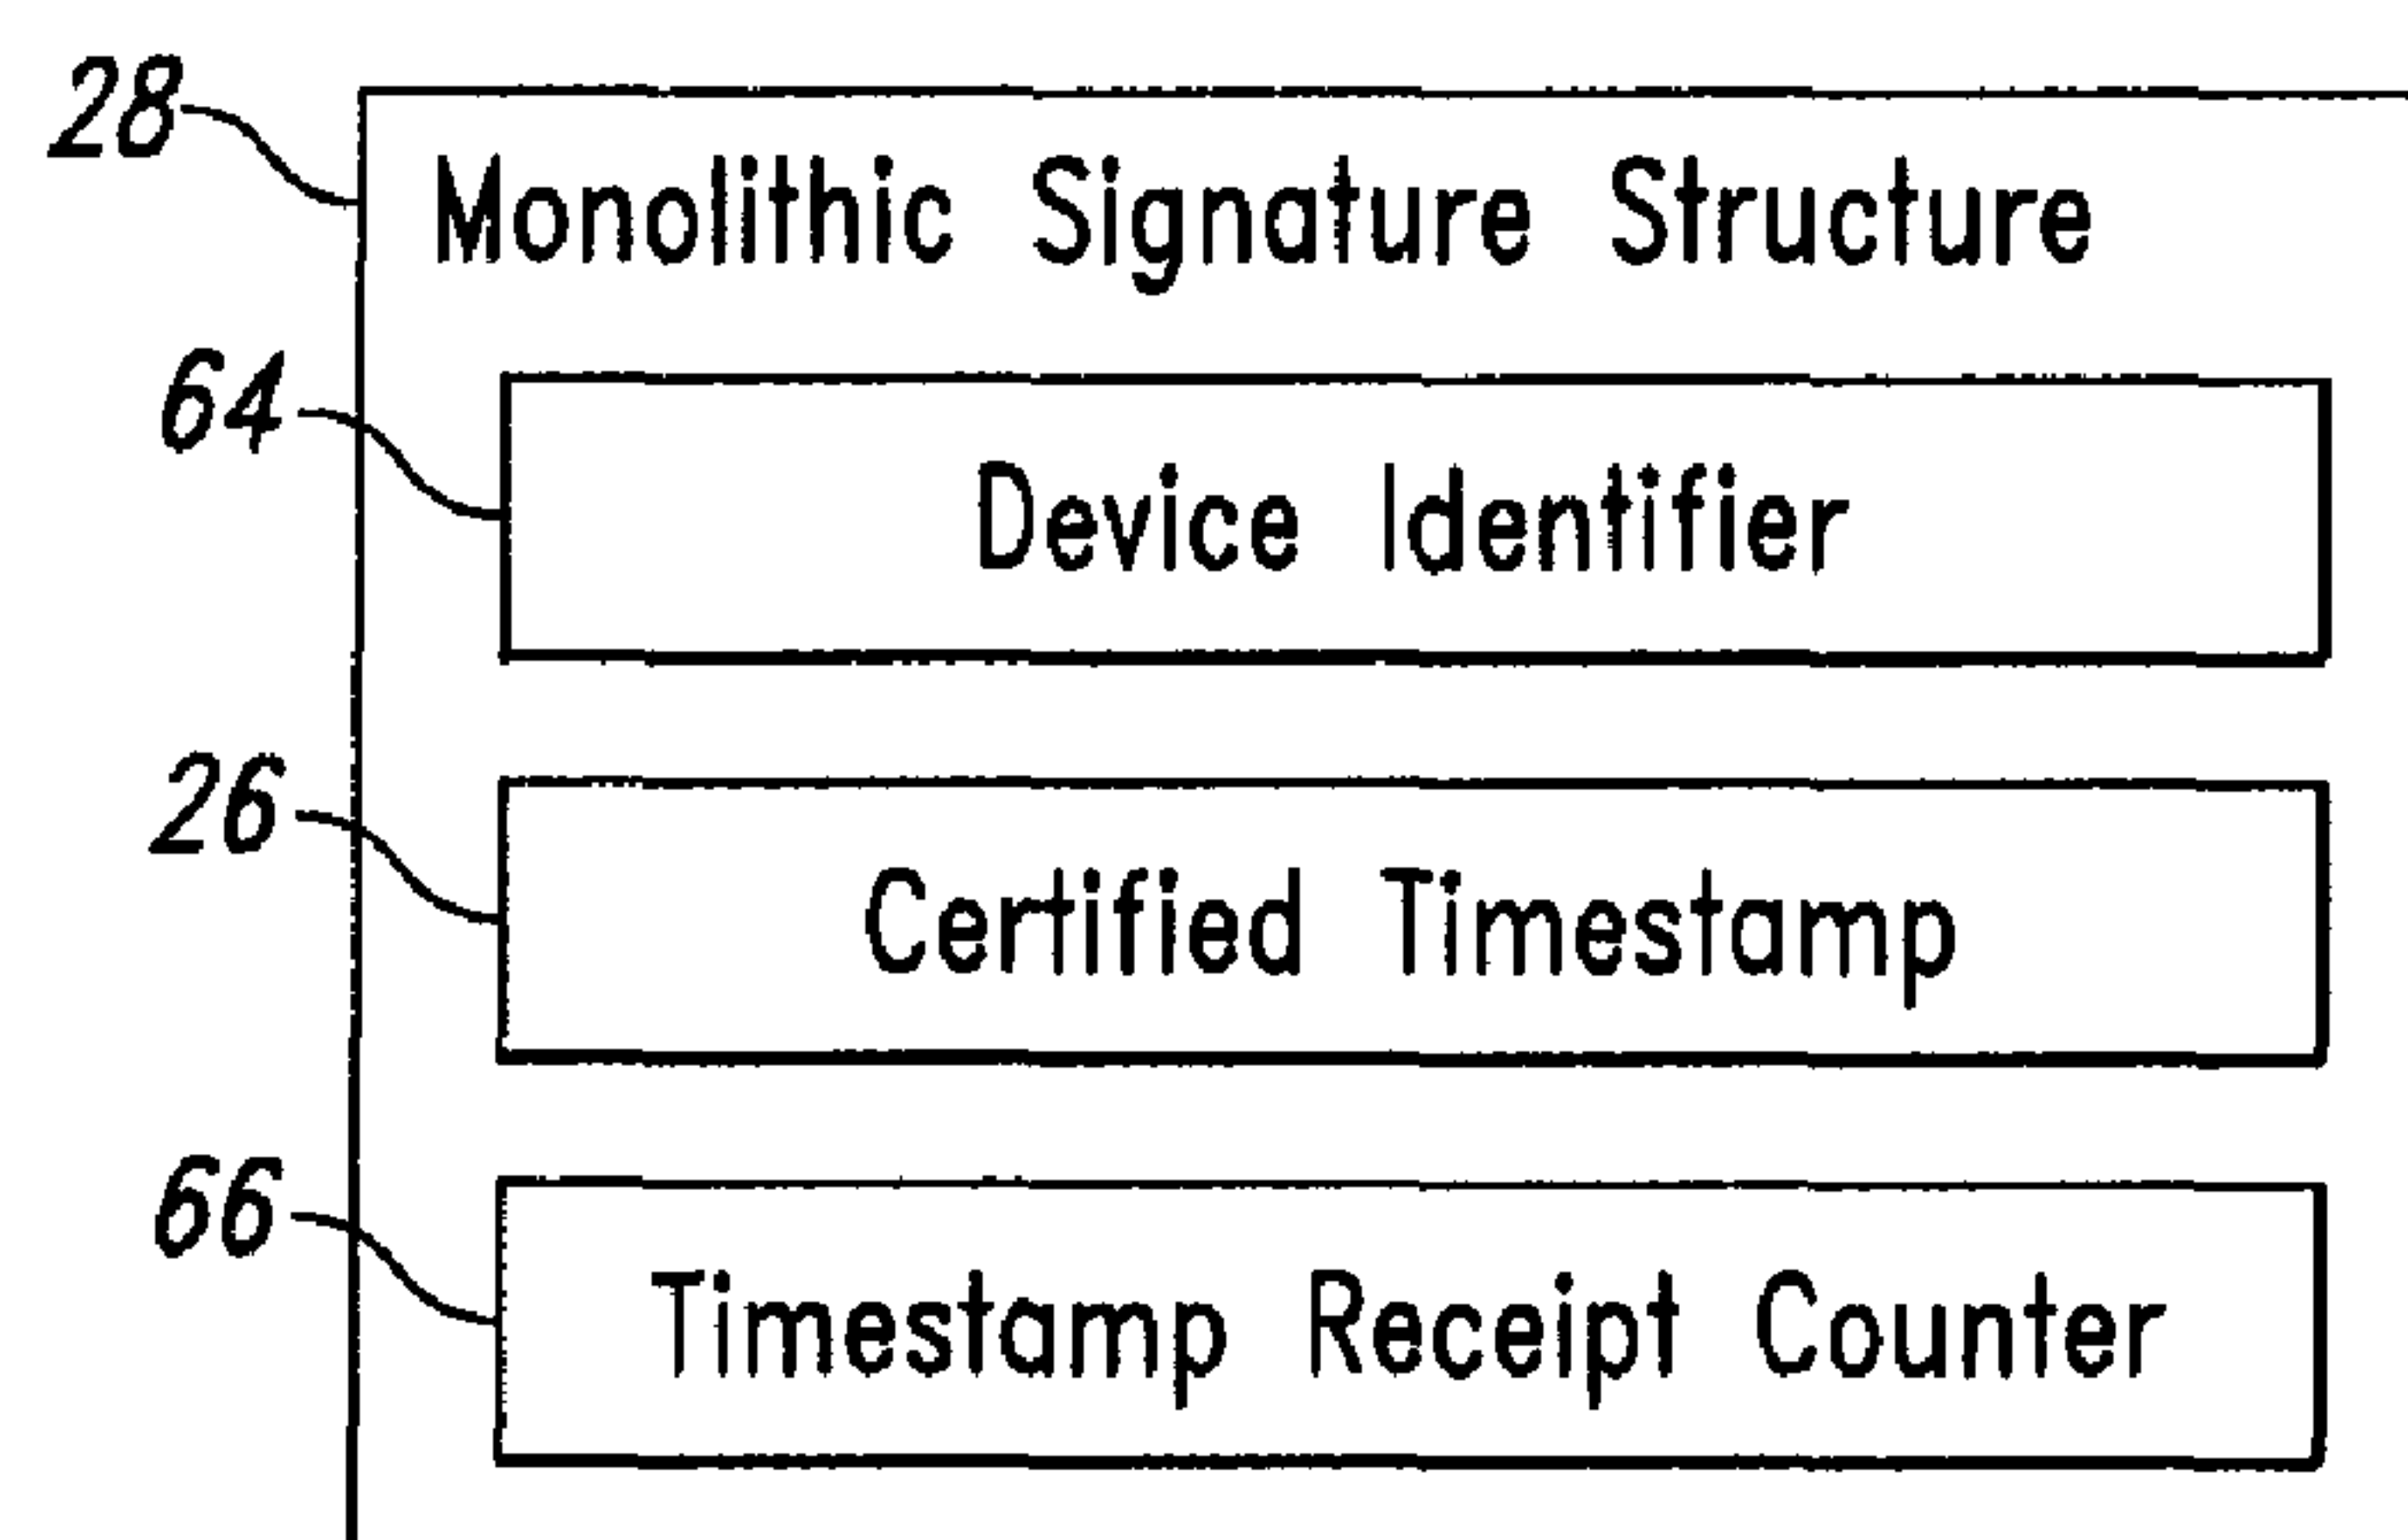 28
Monolithic Signature Structure
64
Device Identifier
26
Certified Timestamp
66
Timestamp Receipt Counter